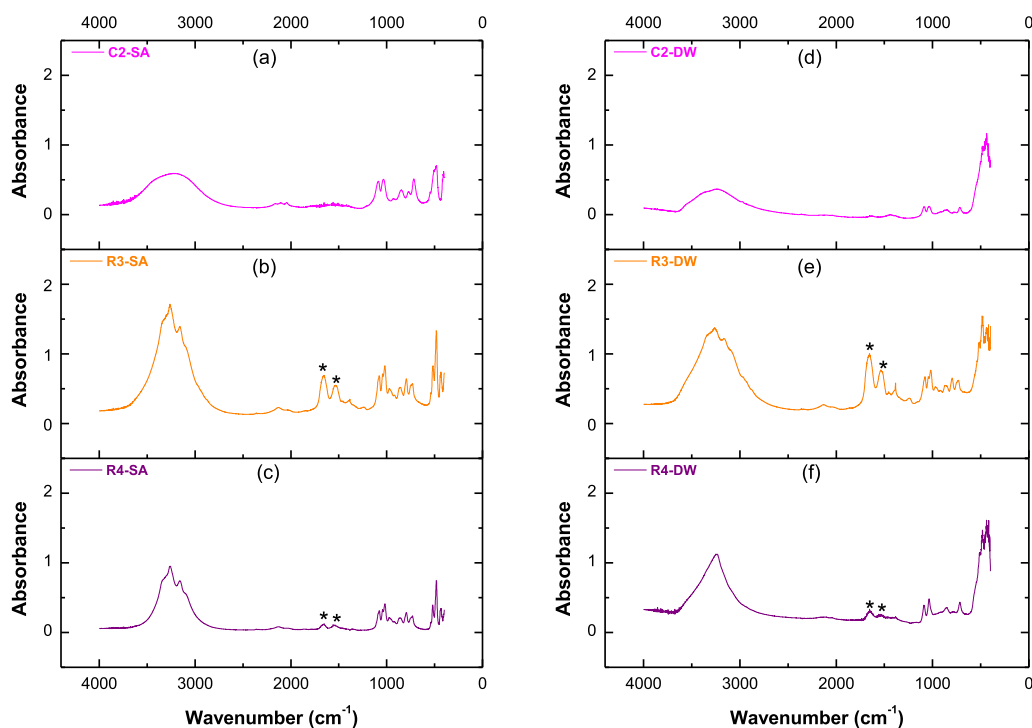 4000 3000 2000 1000 0
4000 3000 2000 1000 0
C2-SA
(a)
2
1
0
Absorbance
C2-DW
(d)
2
1
0
Absorbance
R3-SA
(b)
2
1
0
Absorbance
*
*
R3-DW
(e)
2
1
0
Absorbance
*
*
R4-SA
(c)
2
1
0
Absorbance
*
*
R4-DW
(f)
2
1
0
Absorbance
*
*
4000 3000 2000 1000 0
Wavenumber (cm⁻¹)
4000 3000 2000 1000 0
Wavenumber (cm⁻¹)